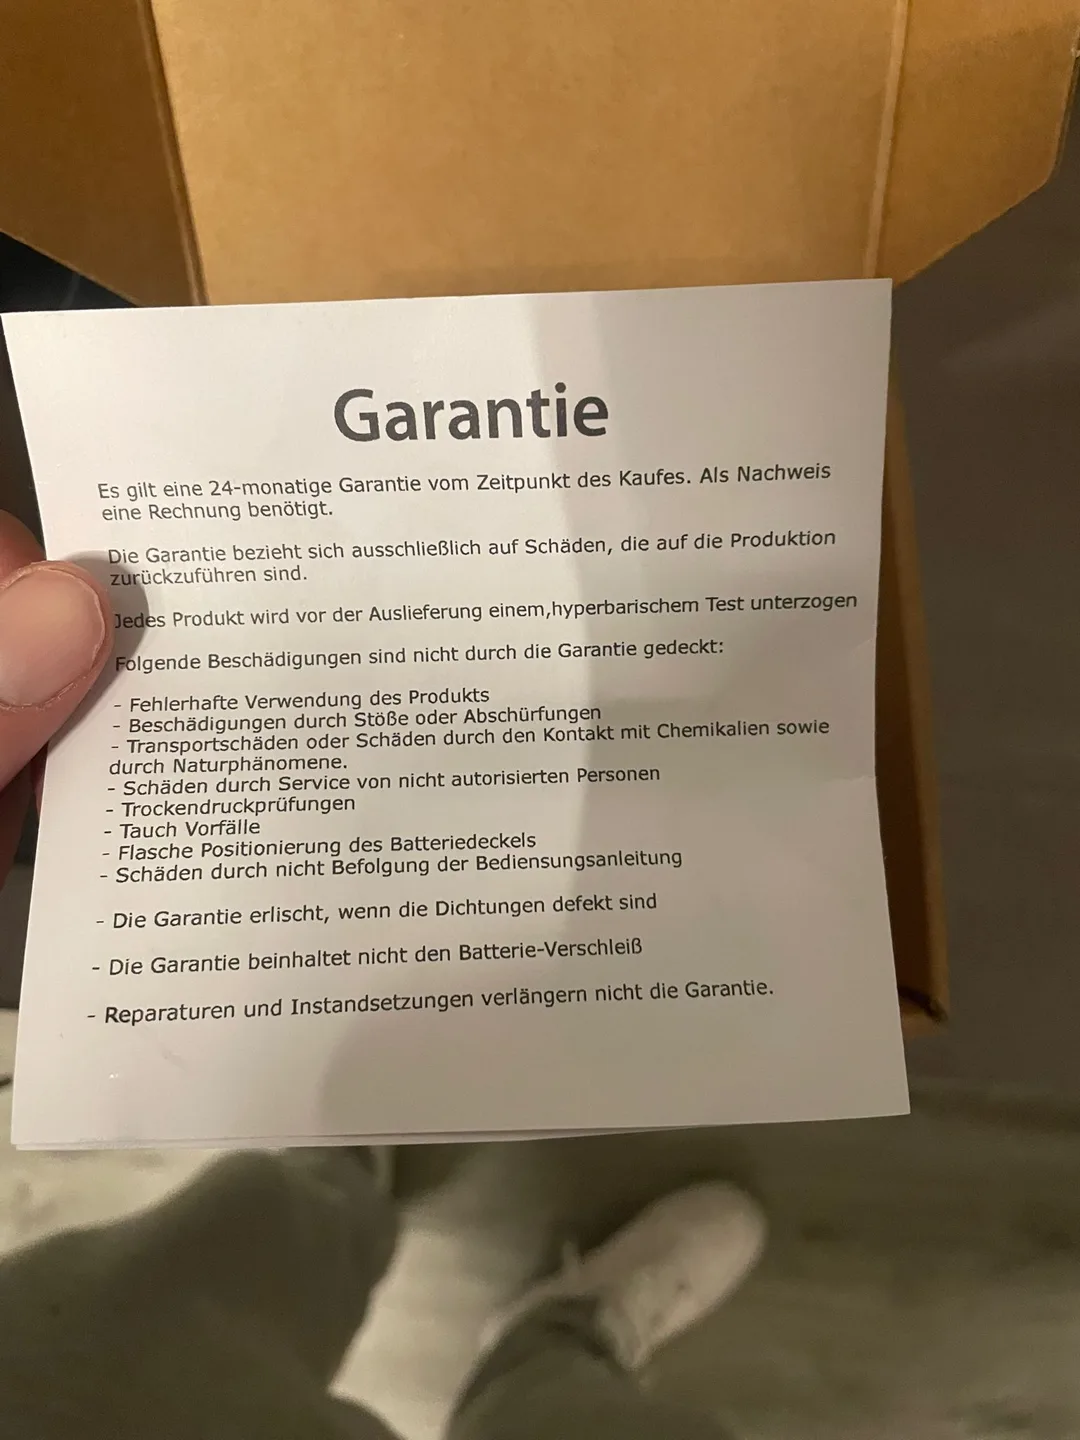 Garantie
Es gilt eine 24-monatige Garantie vom Zeitpunkt des Kaufes. Als Nachweis
eine Rechnung benötigt.
Die Garantie bezieht sich ausschließlich auf Schäden, die auf die Produktion
zurückzuführen sind.
Jedes Produkt wird vor der Auslieferung einem,hyperbarischem Test unterzogen
Folgende Beschädigungen sind nicht durch die Garantie gedeckt:
- Fehlerhafte Verwendung des Produkts
- Beschädigungen durch Stöße oder Abschürfungen
- Transportschäden oder Schäden durch den Kontakt mit Chemikalien sowie
durch Naturphänomene.
- Schäden durch Service von nicht autorisierten Personen
- Trockendruckprüfungen
- Tauch Vorfälle
- Flasche Positionierung des Batteriedeckels
- Schäden durch nicht Befolgung der Bediensungsanleitung
- Die Garantie erlischt, wenn die Dichtungen defekt sind
- Die Garantie beinhaltet nicht den Batterie-Verschleiß
- Reparaturen und Instandsetzungen verlängern nicht die Garantie.